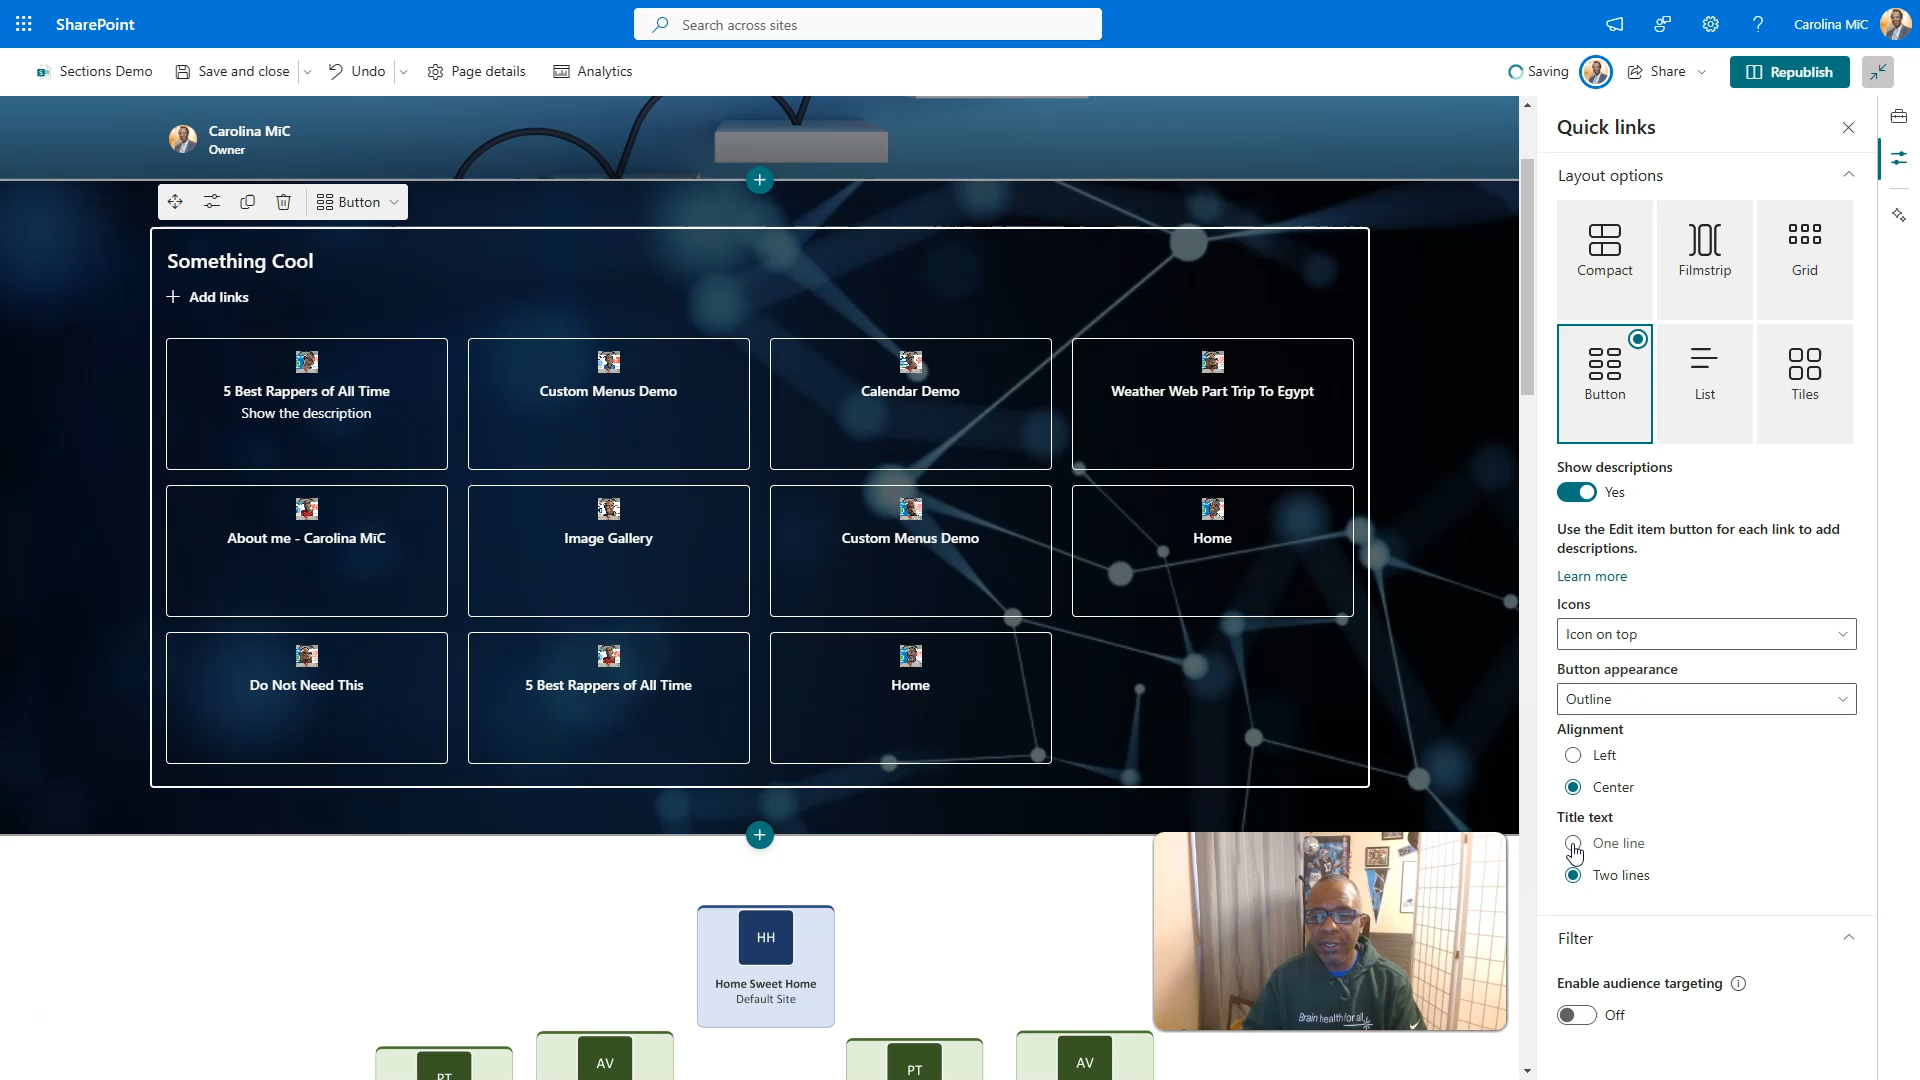 SharePoint
Search across sites
Carolina MiC
Sections Demo
Save and close
Undo
Page details
Analytics
Saving
Share
Republish
Carolina MiC
Owner
Button
Something Cool
Add links
5 Best Rappers of All Time
Show the description
Custom Menus Demo
Calendar Demo
Weather Web Part Trip To Egypt
About me - Carolina MiC
Image Gallery
Custom Menus Demo
Home
Do Not Need This
5 Best Rappers of All Time
Home
HH
Home Sweet Home
Default Site
PT
AV
PT
AV
Brain health for all
Quick links
Layout options
Compact
Filmstrip
Grid
Button
List
Tiles
Show descriptions
Yes
Use the Edit item button for each link to add
descriptions.
Learn more
Icons
Icon on top
Button appearance
Outline
Alignment
Left
Center
Title text
One line
Two lines
Filter
Enable audience targeting
Off